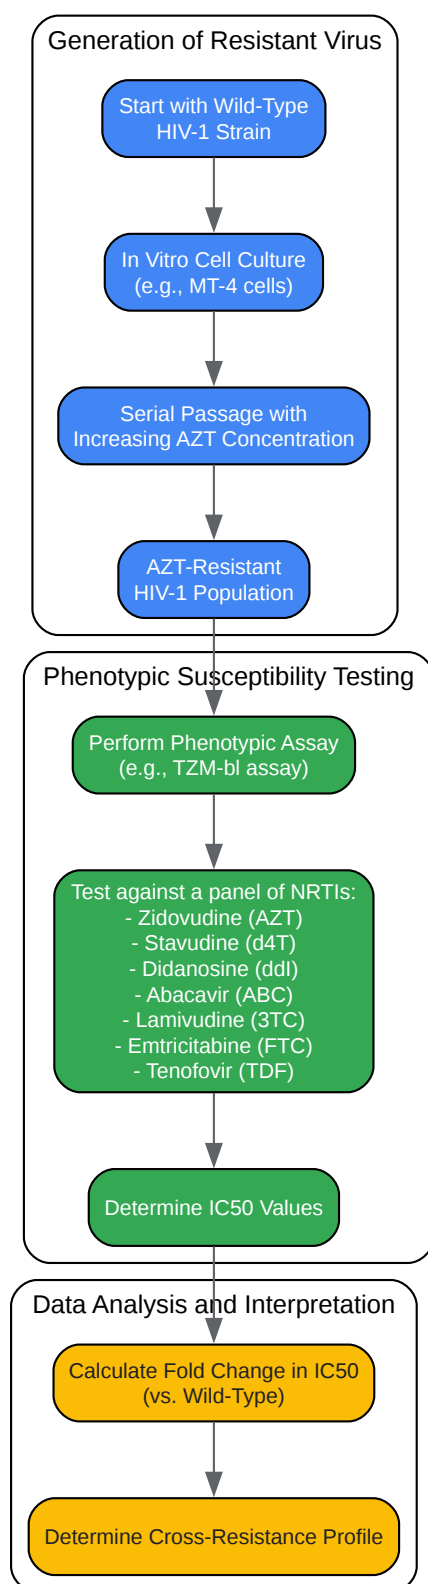 Generation of Resistant Virus
Start with Wild-Type
HIV-1 Strain
In Vitro Cell Culture
(e.g., MT-4 cells)
Serial Passage with
Increasing AZT Concentration
AZT-Resistant
HIV-1 Population
Phenotypic Susceptibility Testing
Perform Phenotypic Assay
(e.g., TZM-bl assay)
Test against a panel of NRTIs:
- Zidovudine (AZT)
- Stavudine (d4T)
- Didanosine (ddI)
- Abacavir (ABC)
- Lamivudine (3TC)
- Emtricitabine (FTC)
- Tenofovir (TDF)
Determine IC50 Values
Data Analysis and Interpretation
Calculate Fold Change in IC50
(vs. Wild-Type)
Determine Cross-Resistance Profile